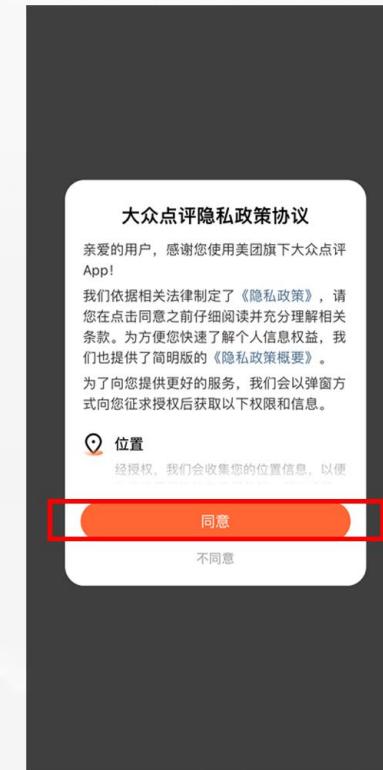 大众点评隐私政策协议
亲爱的用户，感谢您使用美团旗下大众点评
App!
我们依据相关法律制定了《隐私政策》，请
您在点击同意之前仔细阅读并充分理解相关
条款。为方便您快速了解个人信息权益，我
们也提供了简明版的《隐私政策概要》。
为了向您提供更好的服务，我们会以弹窗方
式向您征求授权后获取以下权限和信息。
位置
经授权，我们会收集您的位置信息，以便
同意
不同意